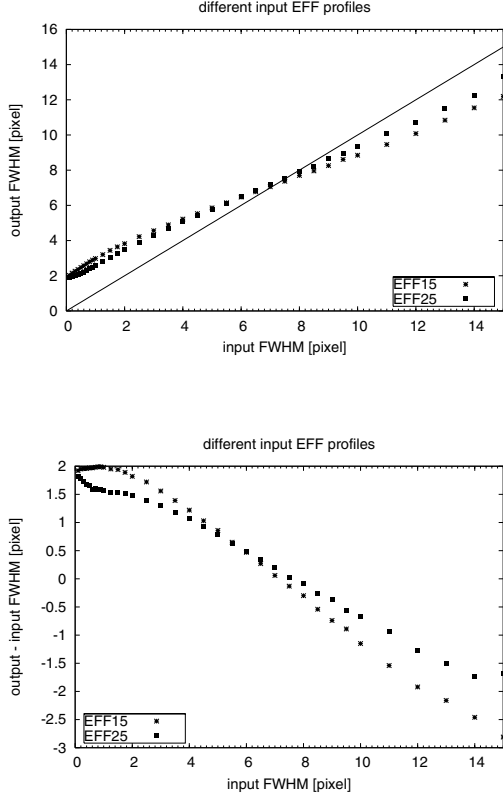 different input EFF profiles
16
14
12
10
8
6
4
2
0
output FWHM [pixel]
EFF15
EFF25
0 2 4 6 8 10 12 14
input FWHM [pixel]
different input EFF profiles
2
1.5
1
0.5
0
-0.5
-1
-1.5
-2
-2.5
-3
output - input FWHM [pixel]
EFF15
EFF25
0 2 4 6 8 10 12 14
input FWHM [pixel]